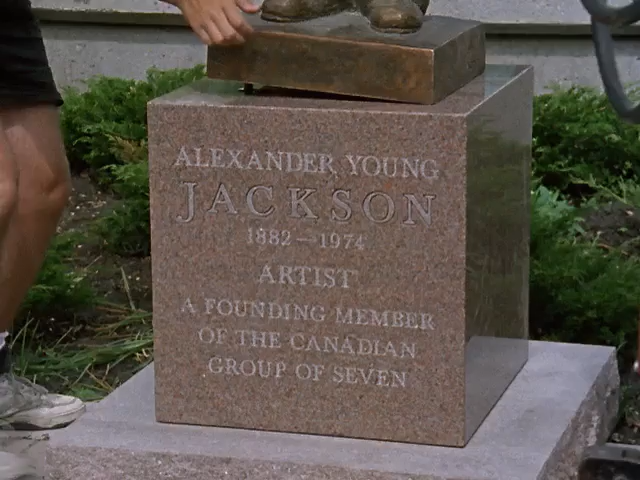 ALEXANDER YOUNG
JACKSON
1882 — 1974
ARTIST
A FOUNDING MEMBER
OF THE CANADIAN
GROUP OF SEVEN